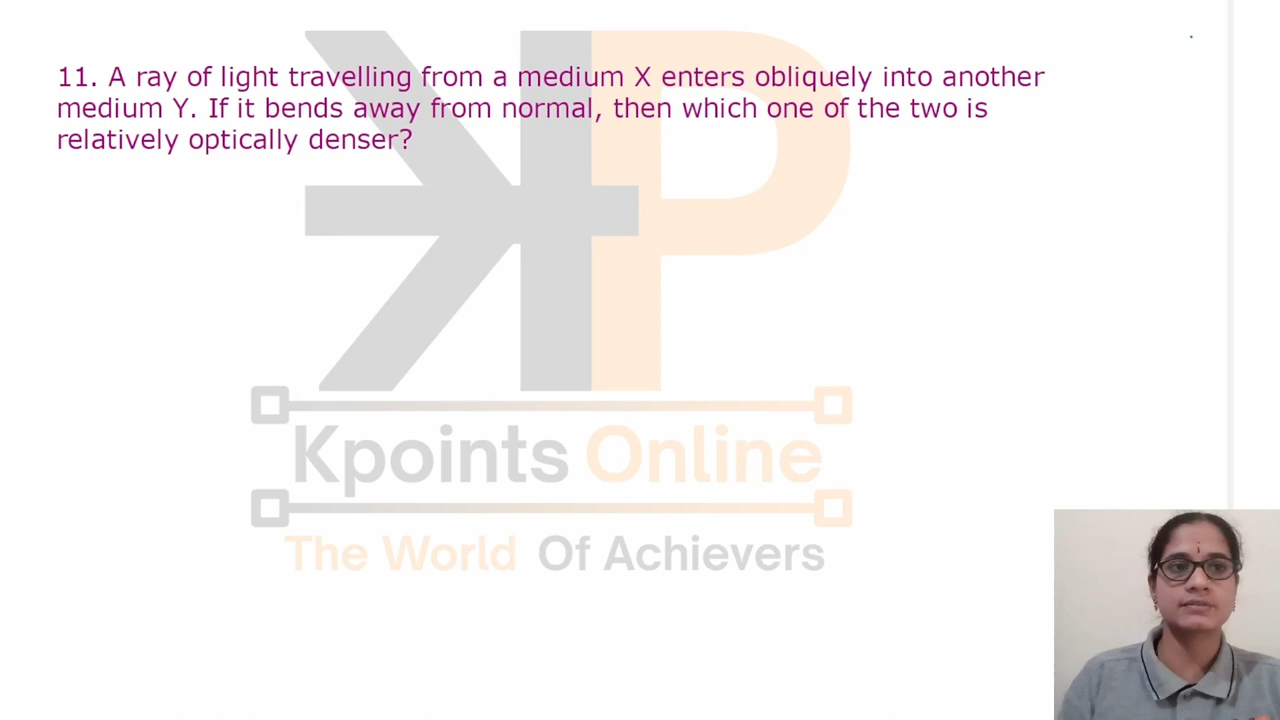 11. A ray of light travelling from a medium X enters obliquely into another
medium Y. If it bends away from normal, then which one of the two is
relatively optically denser?
KP
Kpoints Online
The World Of Achievers